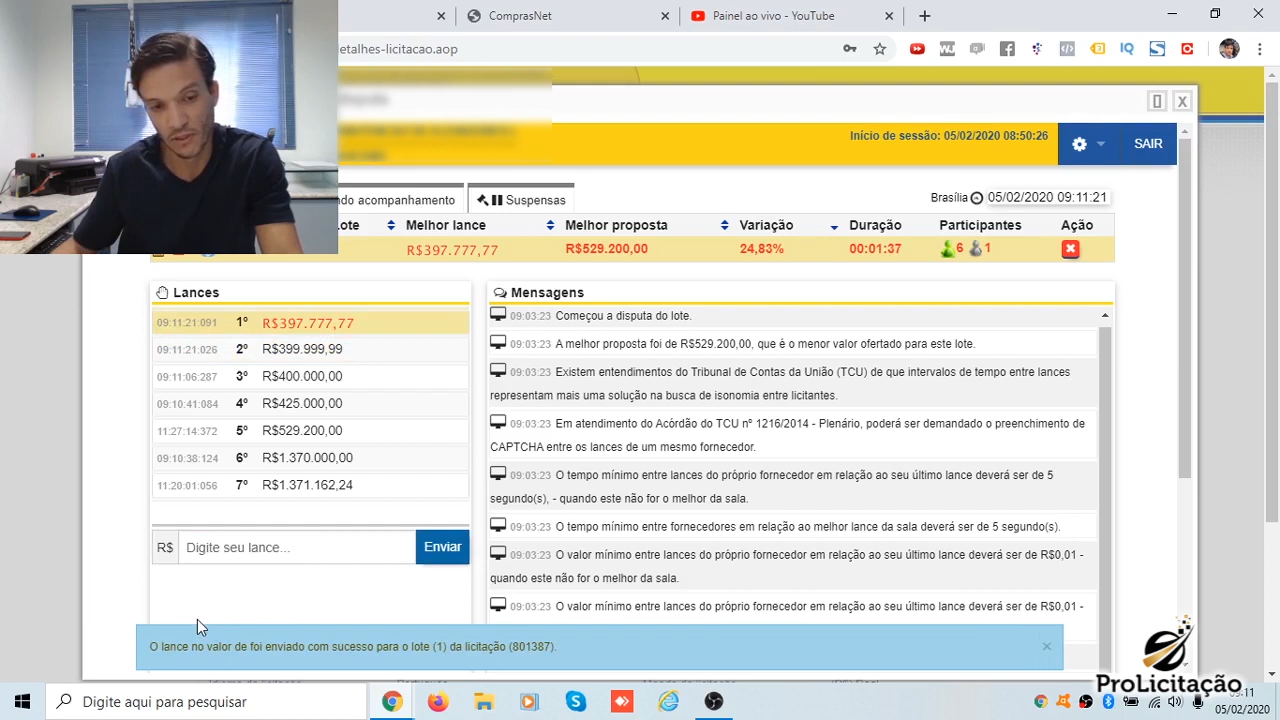 ComprasNet
Painel ao vivo - YouTube
etalhes-licitacao.aop
Início de sessão: 05/02/2020 08:50:26
SAIR
ndo acompanhamento
Suspensas
Brasília 05/02/2020 09:11:21
ote Melhor lance Melhor proposta Variação Duração Participantes Ação
R$397.777,77 R$529.200,00 24,83% 00:01:37 6 1
Lances
09:11:21:091 1º R$397.777,77
09:11:21:026 2º R$399.999,99
09:11:06:287 3º R$400.000,00
09:10:41:084 4º R$425.000,00
11:27:14:372 5º R$529.200,00
09:10:38:124 6º R$1.370.000,00
11:20:01:056 7º R$1.371.162,24
R$ Digite seu lance... Enviar
Mensagens
09:03:23 Começou a disputa do lote.
09:03:23 A melhor proposta foi de R$529.200,00, que é o menor valor ofertado para este lote.
09:03:23 Existem entendimentos do Tribunal de Contas da União (TCU) de que intervalos de tempo entre lances
representam mais uma solução na busca de isonomia entre licitantes.
09:03:23 Em atendimento do Acórdão do TCU nº 1216/2014 - Plenário, poderá ser demandado o preenchimento de
CAPTCHA entre os lances de um mesmo fornecedor.
09:03:23 O tempo mínimo entre lances do próprio fornecedor em relação ao seu último lance deverá ser de 5
segundo(s), - quando este não for o melhor da sala.
09:03:23 O tempo mínimo entre fornecedores em relação ao melhor lance da sala deverá ser de 5 segundo(s).
09:03:23 O valor mínimo entre lances do próprio fornecedor em relação ao seu último lance deverá ser de R$0,01 -
quando este não for o melhor da sala.
09:03:23 O valor mínimo entre lances do próprio fornecedor em relação ao seu último lance deverá ser de R$0,01 -
O lance no valor de foi enviado com sucesso para o lote (1) da licitação (801387).
ProLicitação
Digite aqui para pesquisar
09:11
05/02/2020